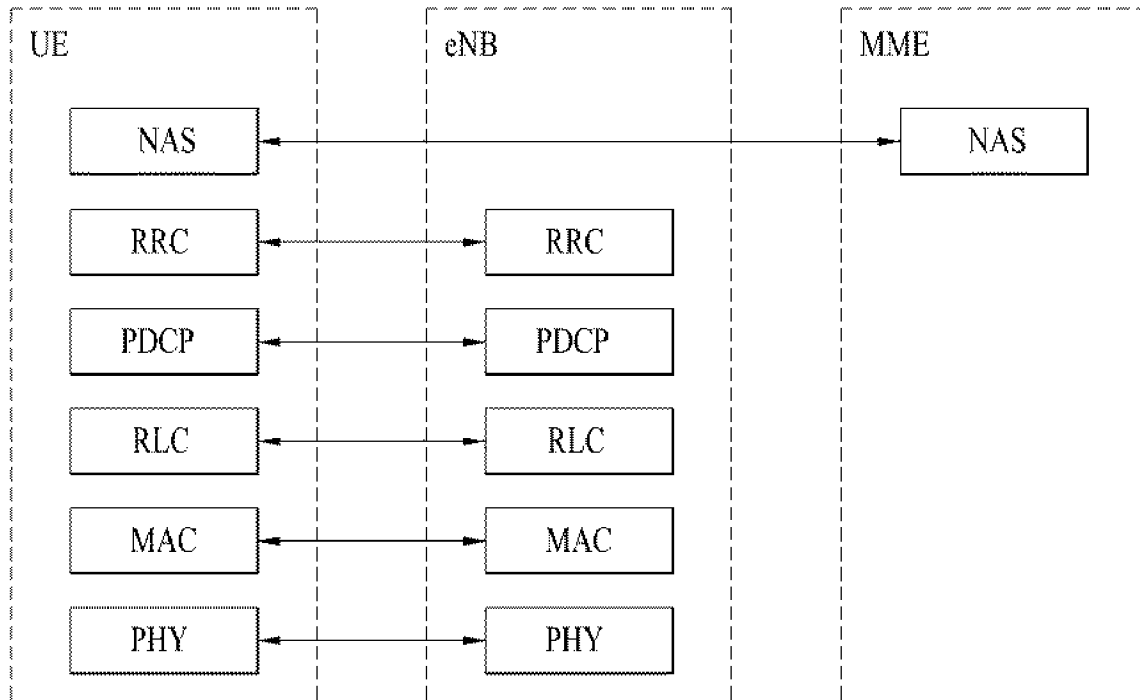 UE eNB MME
NAS NAS
RRC RRC
PDCP PDCP
RLC RLC
MAC MAC
PHY PHY